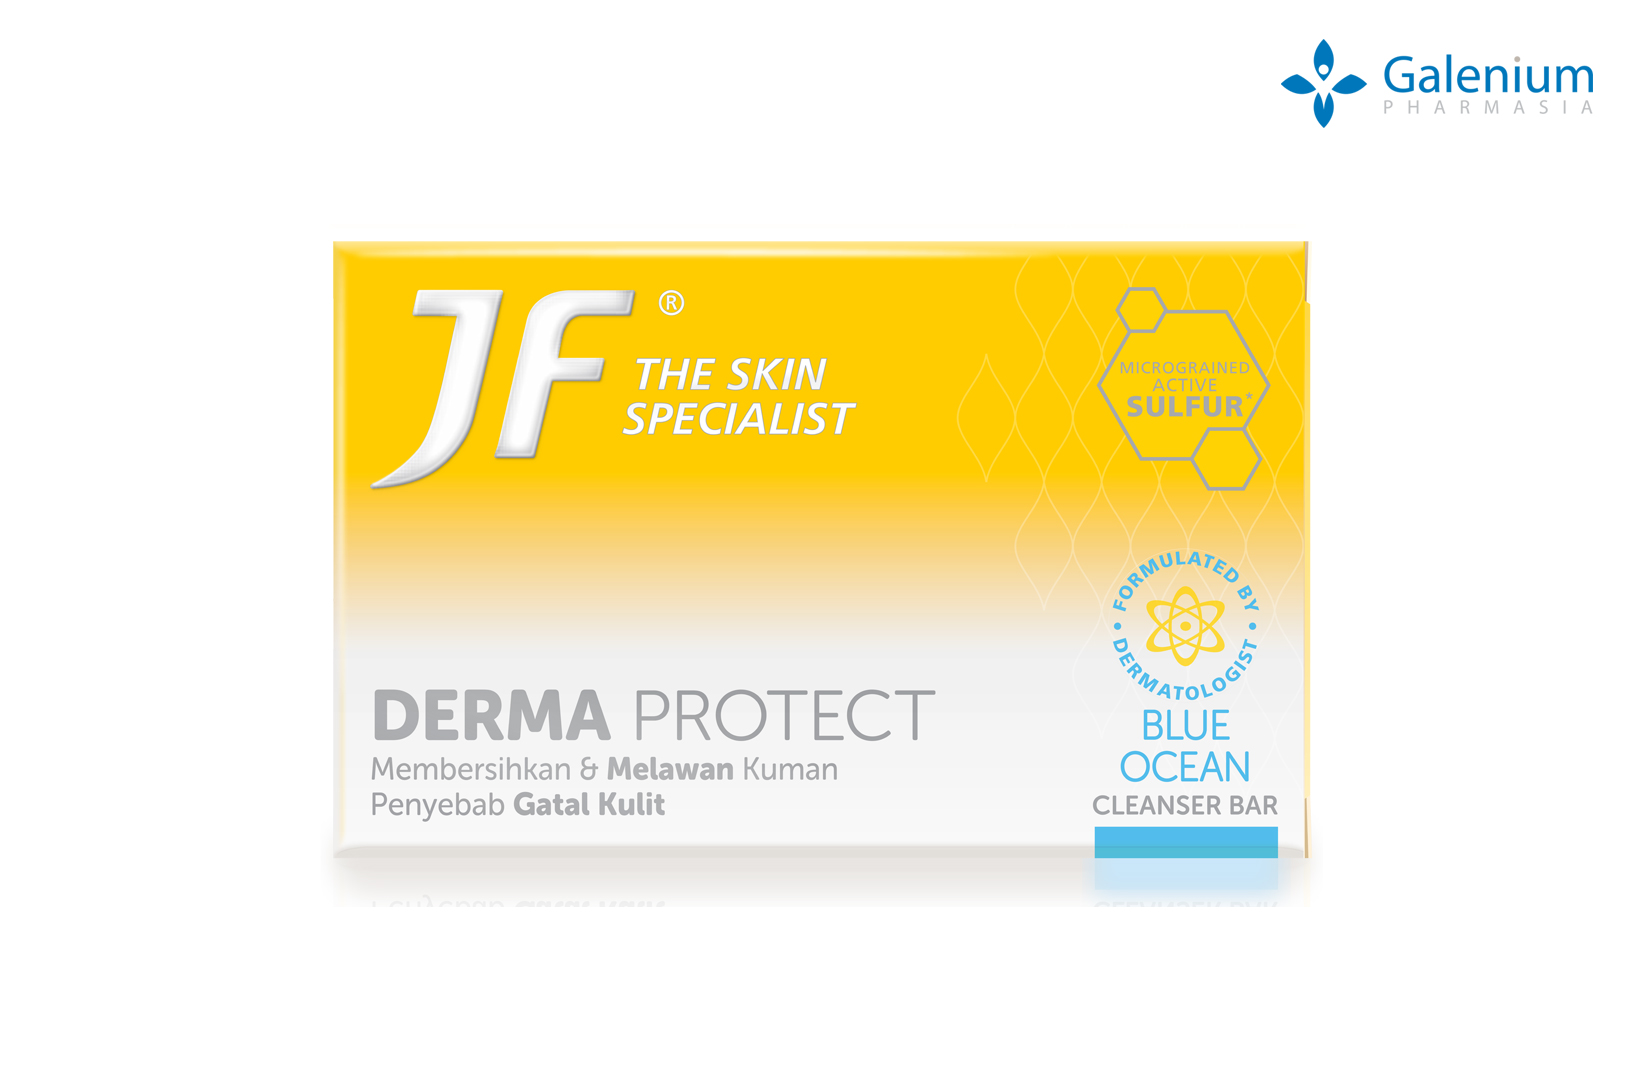 Galenium
PHARMASIA
JF®
THE SKIN
SPECIALIST
MICROGRAINED
ACTIVE
SULFUR*
FORMULATED BY
DERMATOLOGIST
DERMA PROTECT
Membersihkan & Melawan Kuman
Penyebab Gatal Kulit
BLUE
OCEAN
CLEANSER BAR